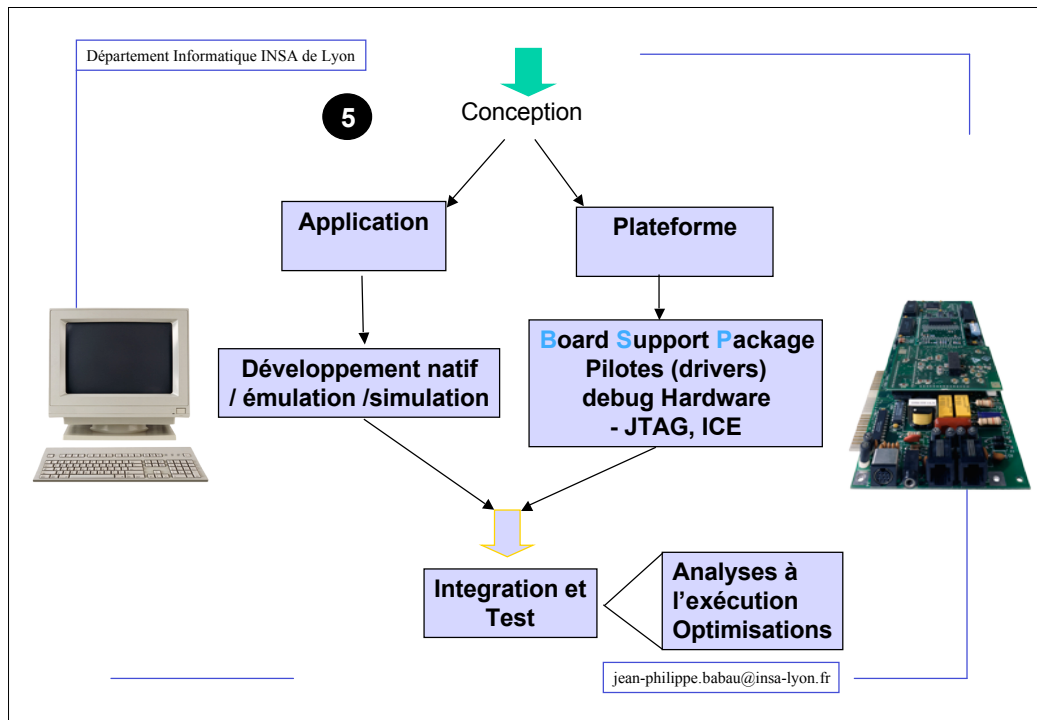 Département Informatique INSA de Lyon
5
Conception
Application
Plateforme
Développement natif
/ émulation /simulation
Board Support Package
Pilotes (drivers)
debug Hardware
- JTAG, ICE
Integration et
Test
Analyses à
l'exécution
Optimisations
jean-philippe.babau@insa-lyon.fr